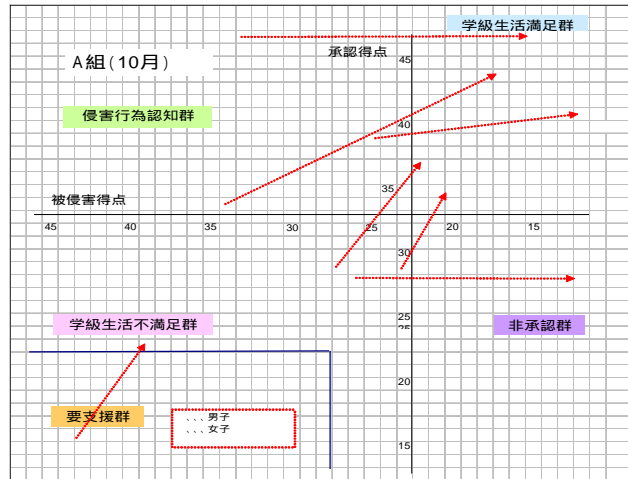 学級生活満足群
承認得点
A組(10月)
45
侵害行為認知群
40
35
被侵害得点
45 40 35 30 25 20 15
30
学級生活不満足群
25
25
非承認群
20
要支援群
、、、男子
、、、女子
15